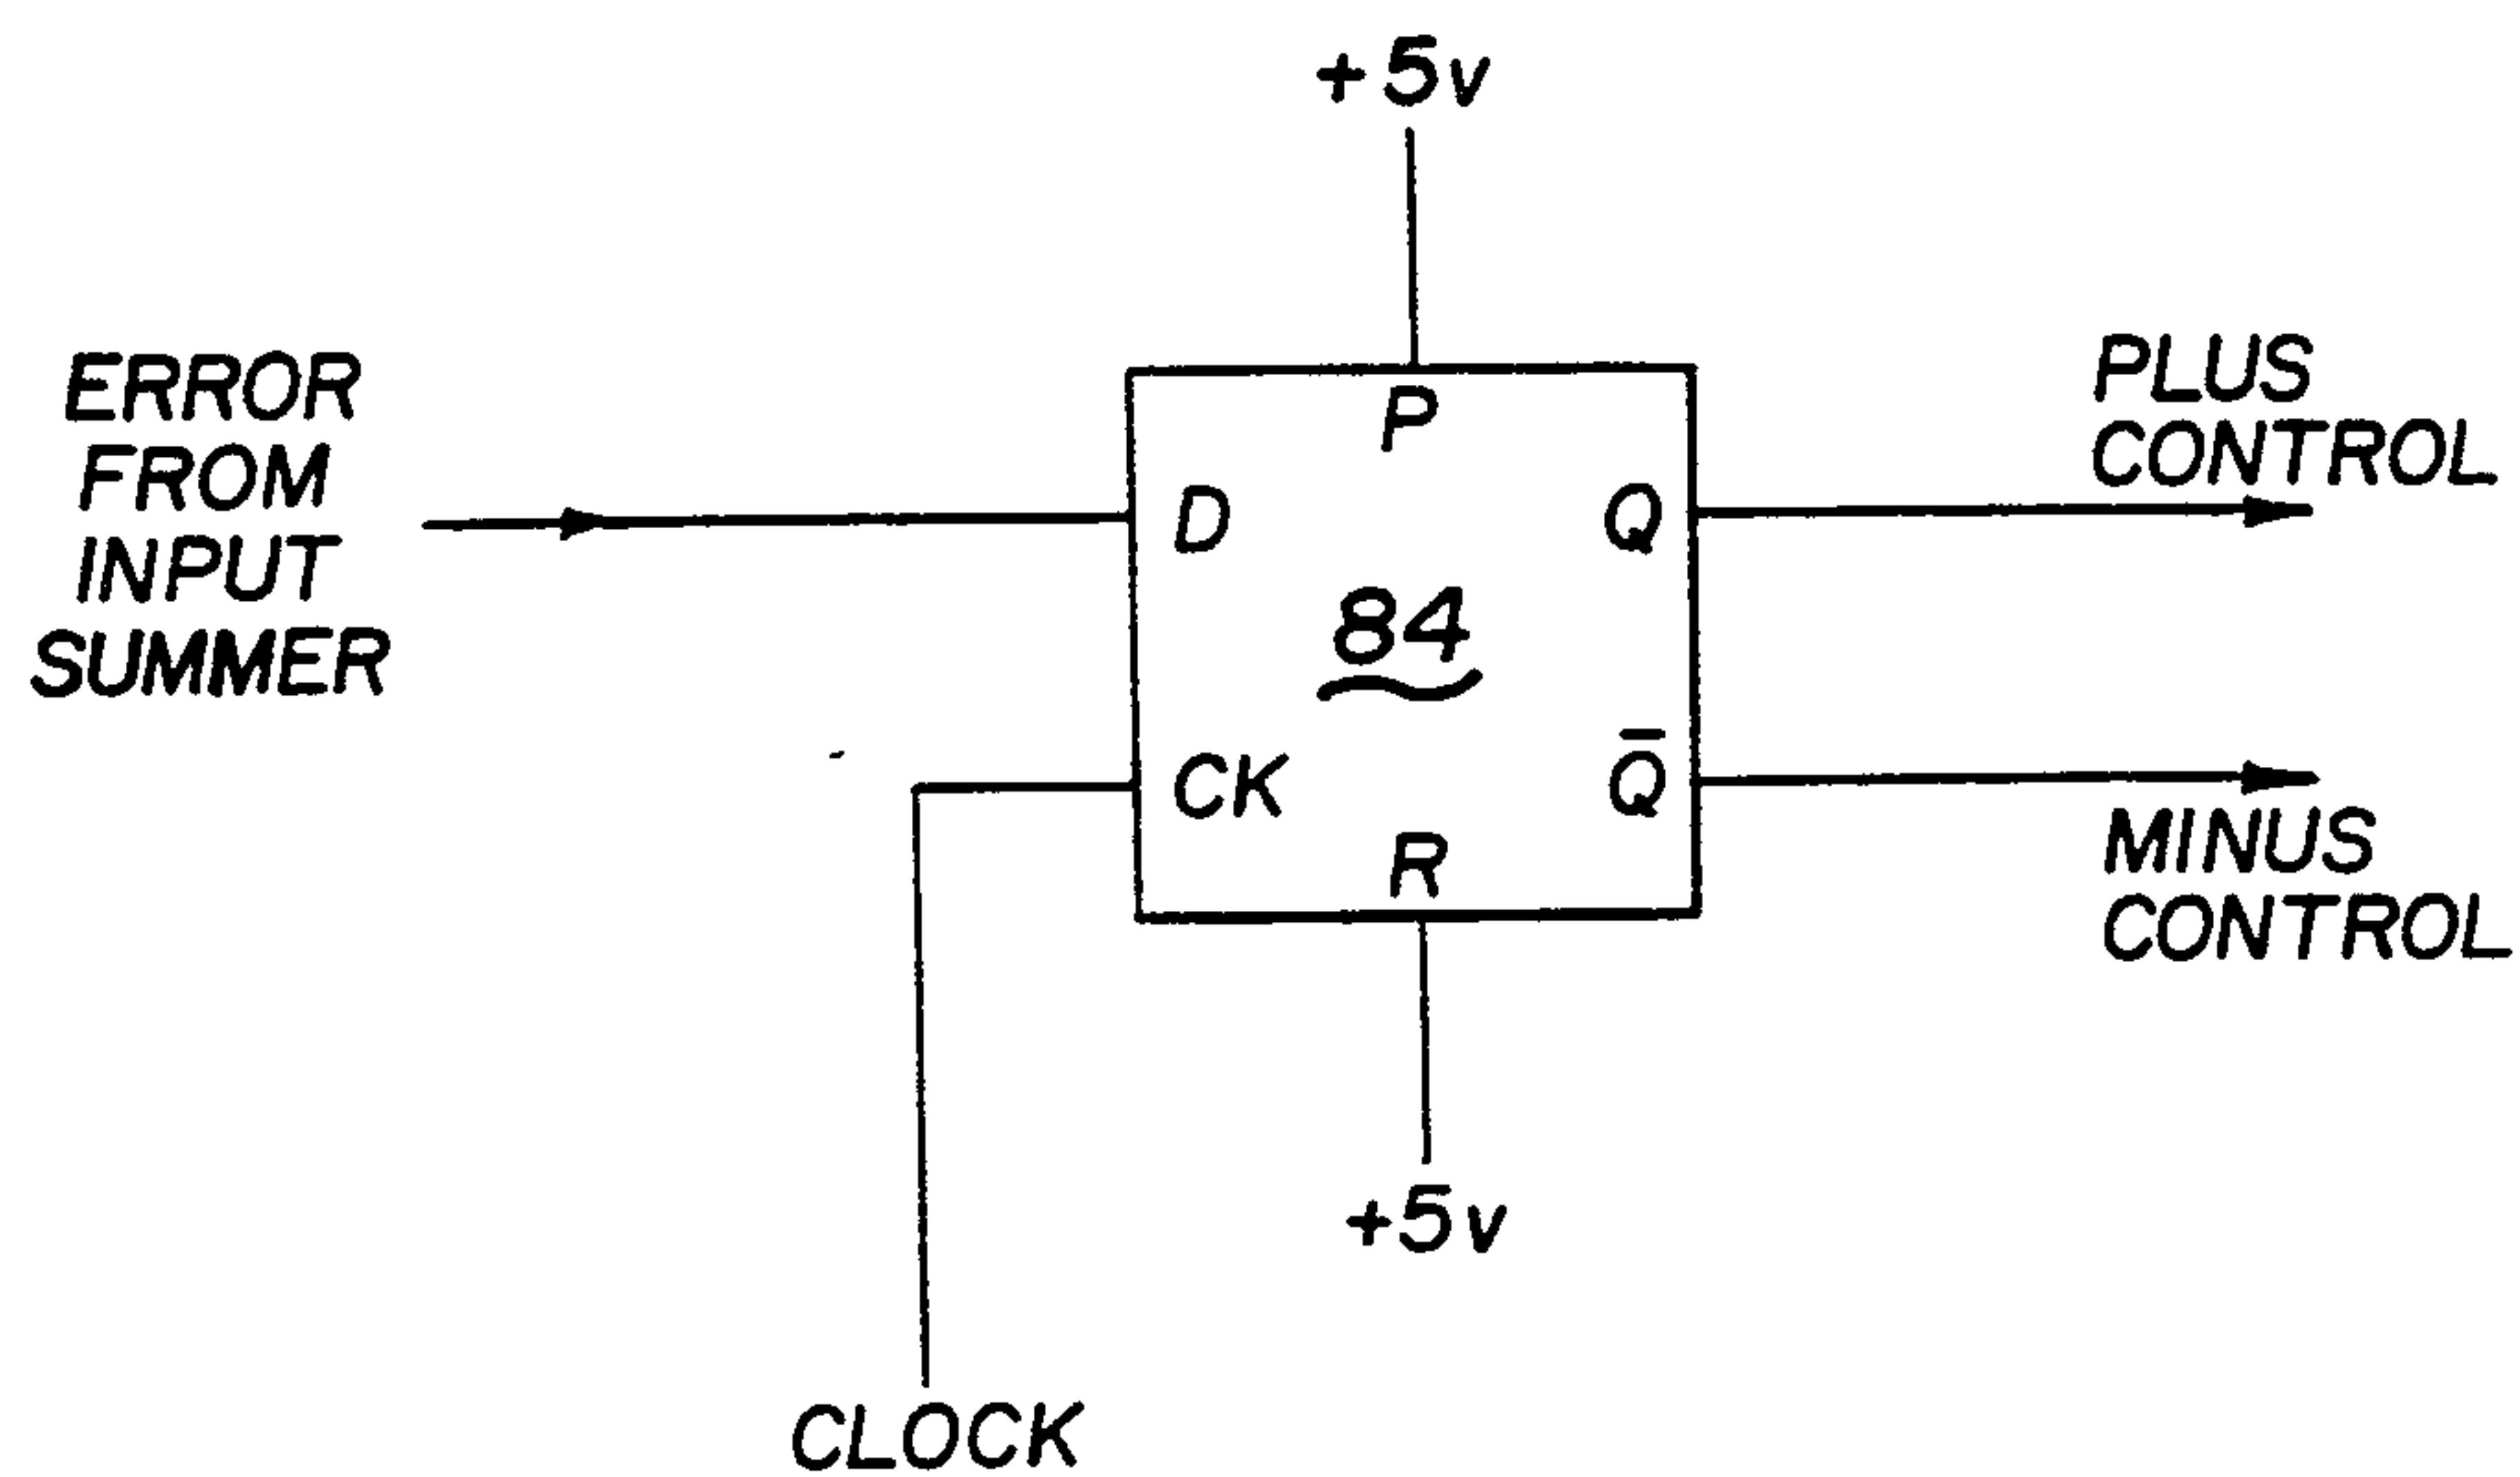 +5v
ERROR
FROM
INPUT
SUMMER
P
D
Q
84
CK
Q̅
R
PLUS
CONTROL
MINUS
CONTROL
+5v
CLOCK